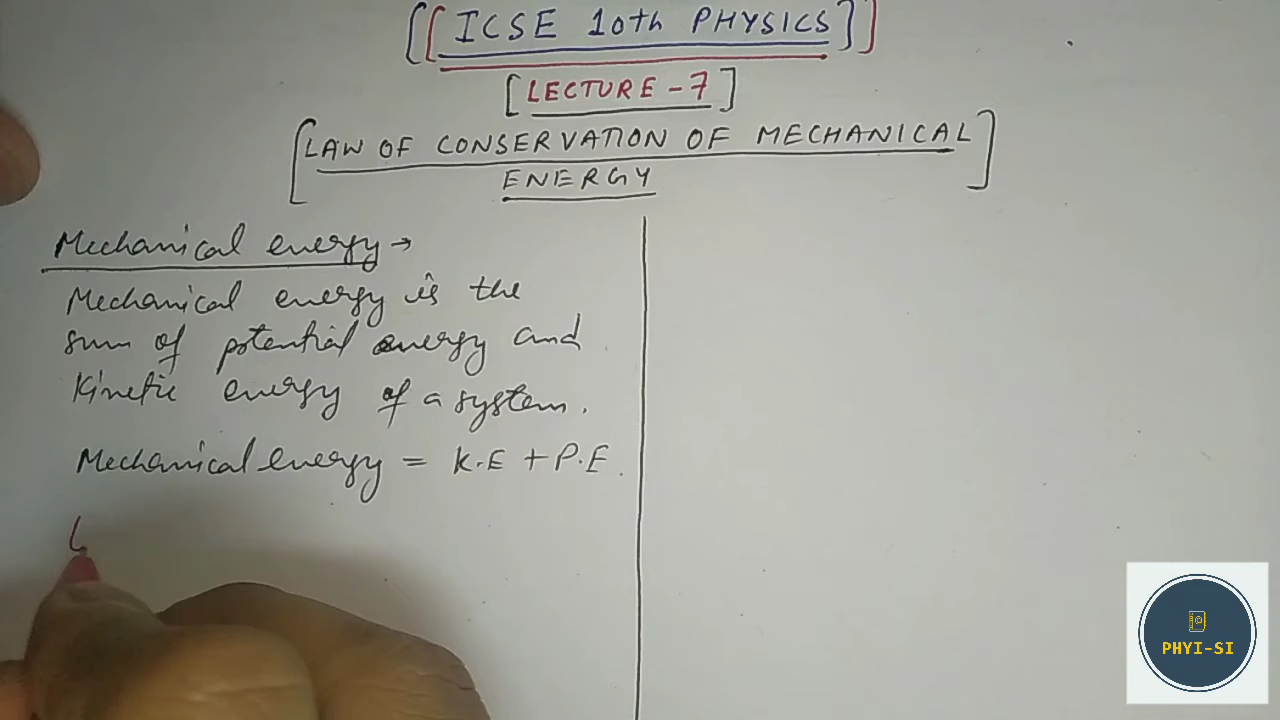 [[ICSE 10th PHYSICS]]
[LECTURE-7]
[LAW OF CONSERVATION OF MECHANICAL
ENERGY]
Mechanical energy →
Mechanical energy is the
sum of potential energy and
Kinetic energy of a system.
Mechanical energy = K.E + P.E.
PHYI-SI